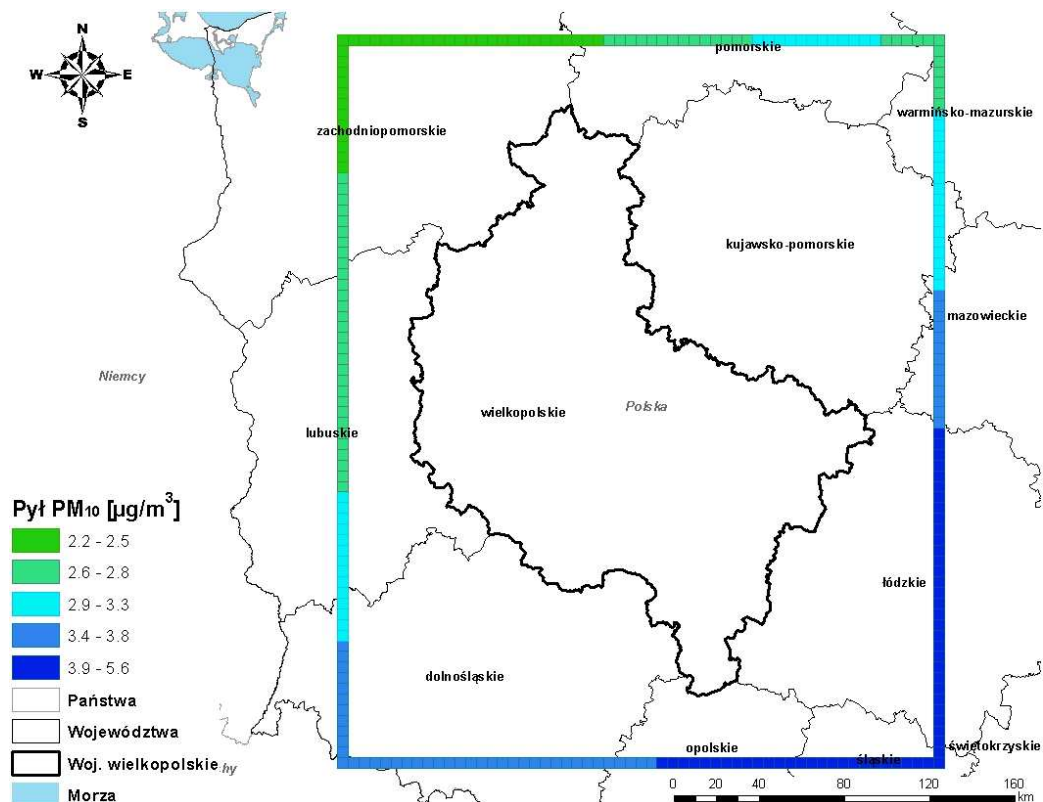 N
W E
S
pomorskie
zachodniopomorskie
warmińsko-mazurskie
kujawsko-pomorskie
mazowieckie
Niemcy
wielkopolskie
Polska
lubuskie
łódzkie
dolnośląskie
opolskie
śląskie
świętokrzyskie
Pył PM10 [µg/m³]
2.2 - 2.5
2.6 - 2.8
2.9 - 3.3
3.4 - 3.8
3.9 - 5.6
Państwa
Województwa
Woj. wielkopolskie
hy
Morza
0 40 80 120 160
km